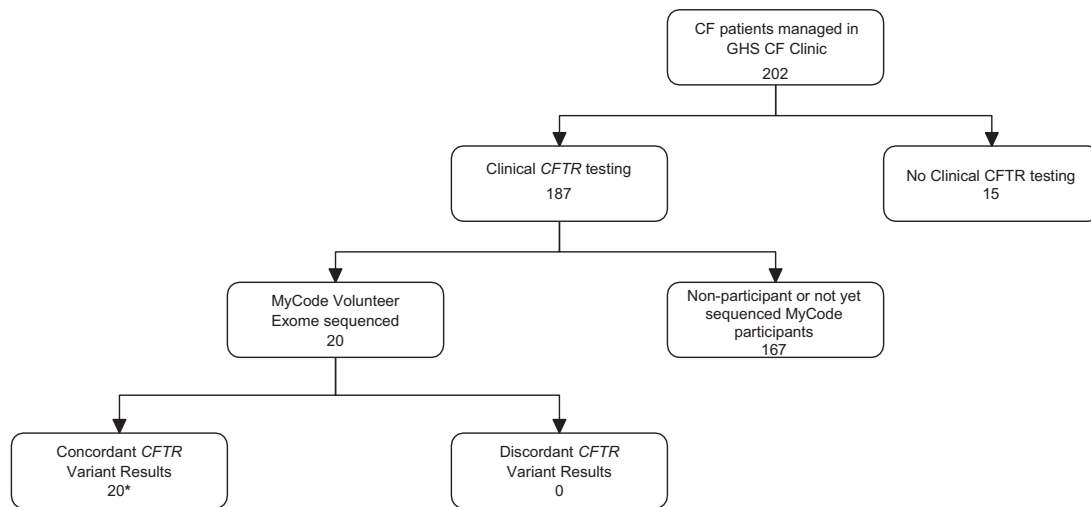 CF patients managed in
GHS CF Clinic
202
Clinical CFTR testing
187
No Clinical CFTR testing
15
MyCode Volunteer
Exome sequenced
20
Non-participant or not yet
sequenced MyCode
participants
167
Concordant CFTR
Variant Results
20*
Discordant CFTR
Variant Results
0